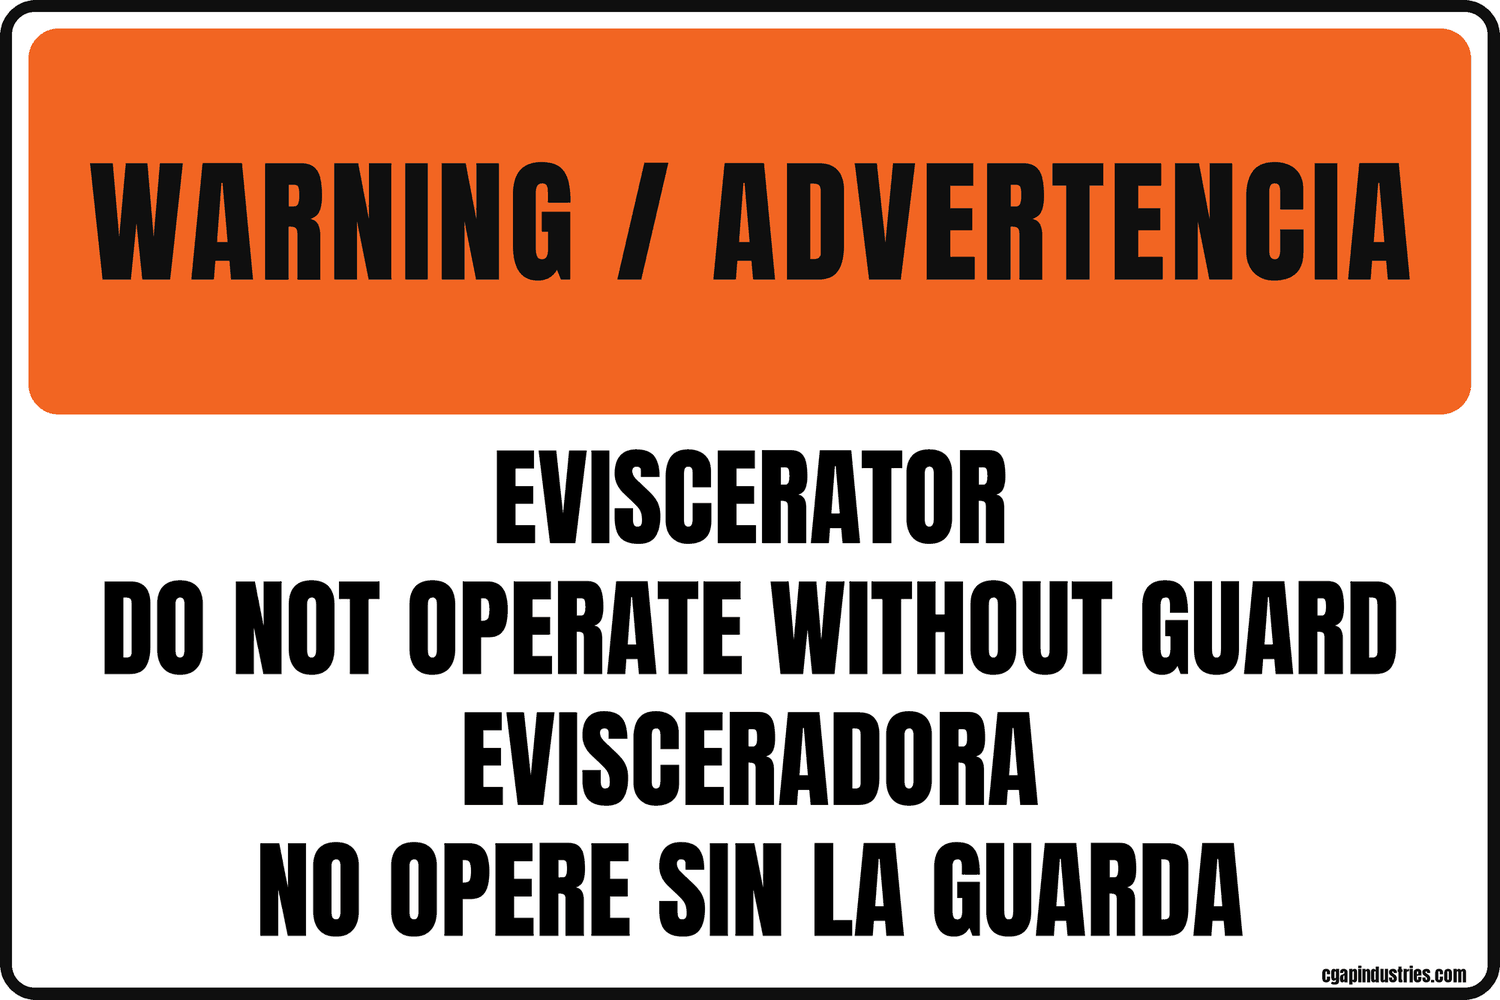 WARNING / ADVERTENCIA
EVISCERATOR
DO NOT OPERATE WITHOUT GUARD
EVISCERADORA
NO OPERE SIN LA GUARDA
cgapindustries.com